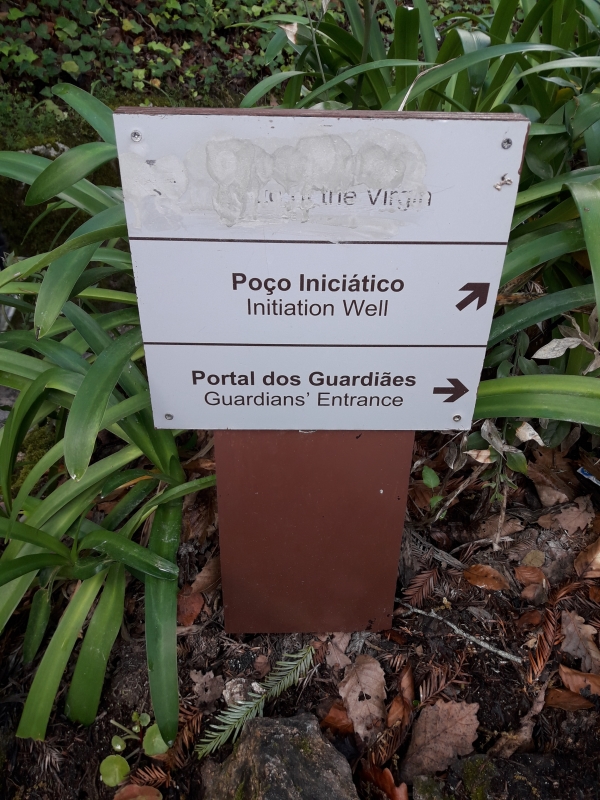 the Virgin
Poço Iniciático
Initiation Well
Portal dos Guardiães
Guardians' Entrance